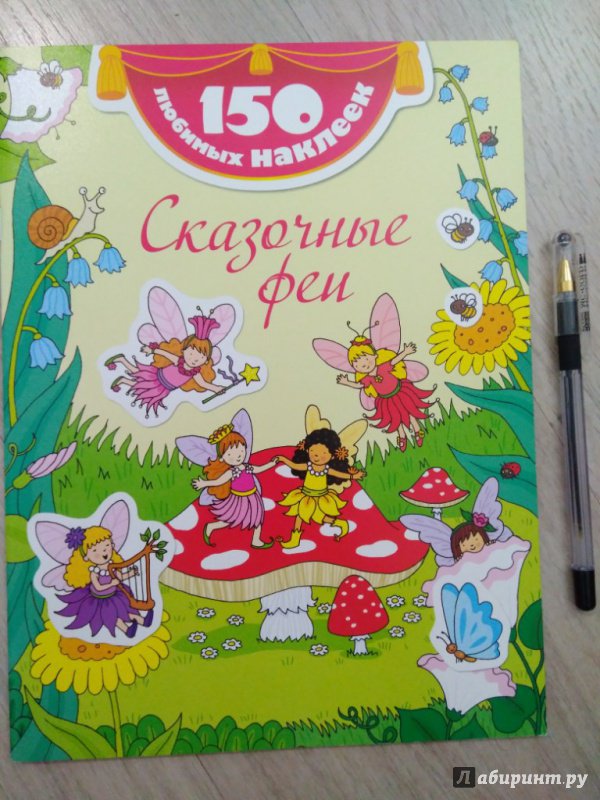 150
любимых наклеек
Сказочные
феи
Лабиринт.ру